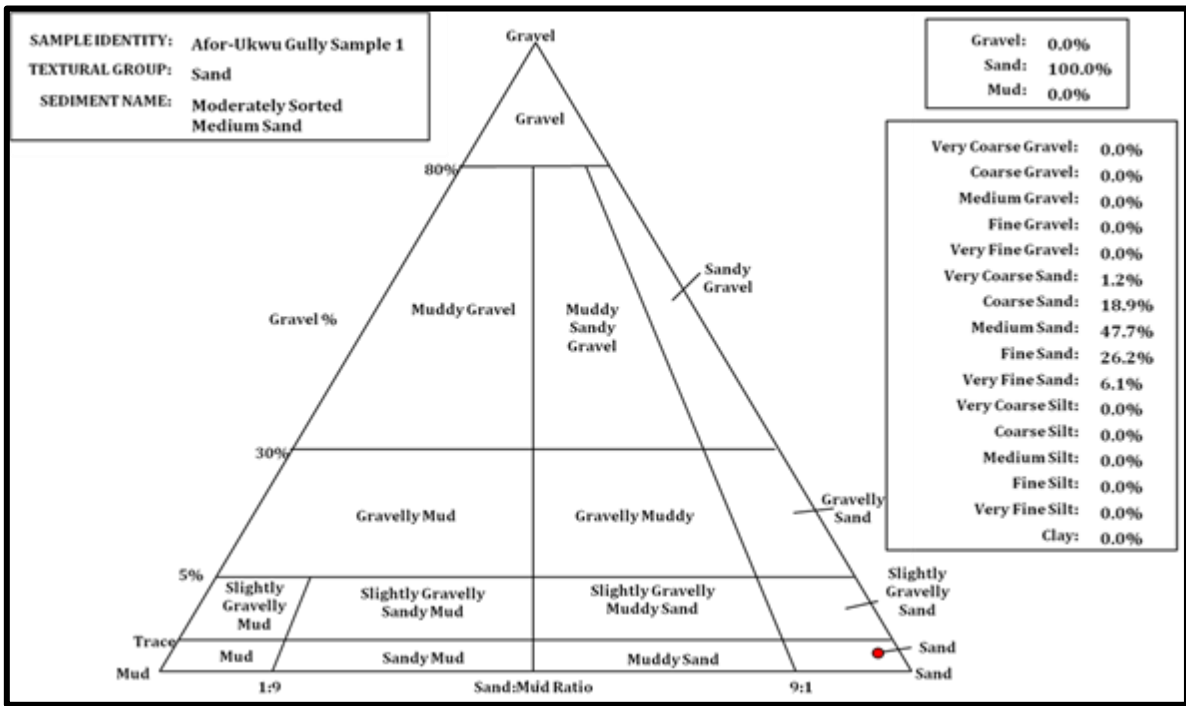 SAMPLE IDENTITY: Afor-Ukwu Gully Sample 1
TEXTURAL GROUP: Sand
SEDIMENT NAME: Moderately Sorted
Medium Sand
Gravel
Gravel: 0.0%
Sand: 100.0%
Mud: 0.0%
Gravel
80%
Very Coarse Gravel: 0.0%
Coarse Gravel: 0.0%
Medium Gravel: 0.0%
Fine Gravel: 0.0%
Very Fine Gravel: 0.0%
Very Coarse Sand: 1.2%
Coarse Sand: 18.9%
Medium Sand: 47.7%
Fine Sand: 26.2%
Very Fine Sand: 6.1%
Very Coarse Silt: 0.0%
Coarse Silt: 0.0%
Medium Silt: 0.0%
Fine Silt: 0.0%
Very Fine Silt: 0.0%
Clay: 0.0%
Sandy
Gravel
Gravel %
Muddy Gravel
Muddy
Sandy
Gravel
30%
Gravelly Mud
Gravelly Muddy
Gravelly
Sand
5%
Slightly
Gravelly
Mud
Slightly Gravelly
Sandy Mud
Slightly Gravelly
Muddy Sand
Slightly
Gravelly
Sand
Trace
Mud
Sandy Mud
Muddy Sand
Sand
Mud
Sand
1:9
Sand:Mud Ratio
9:1